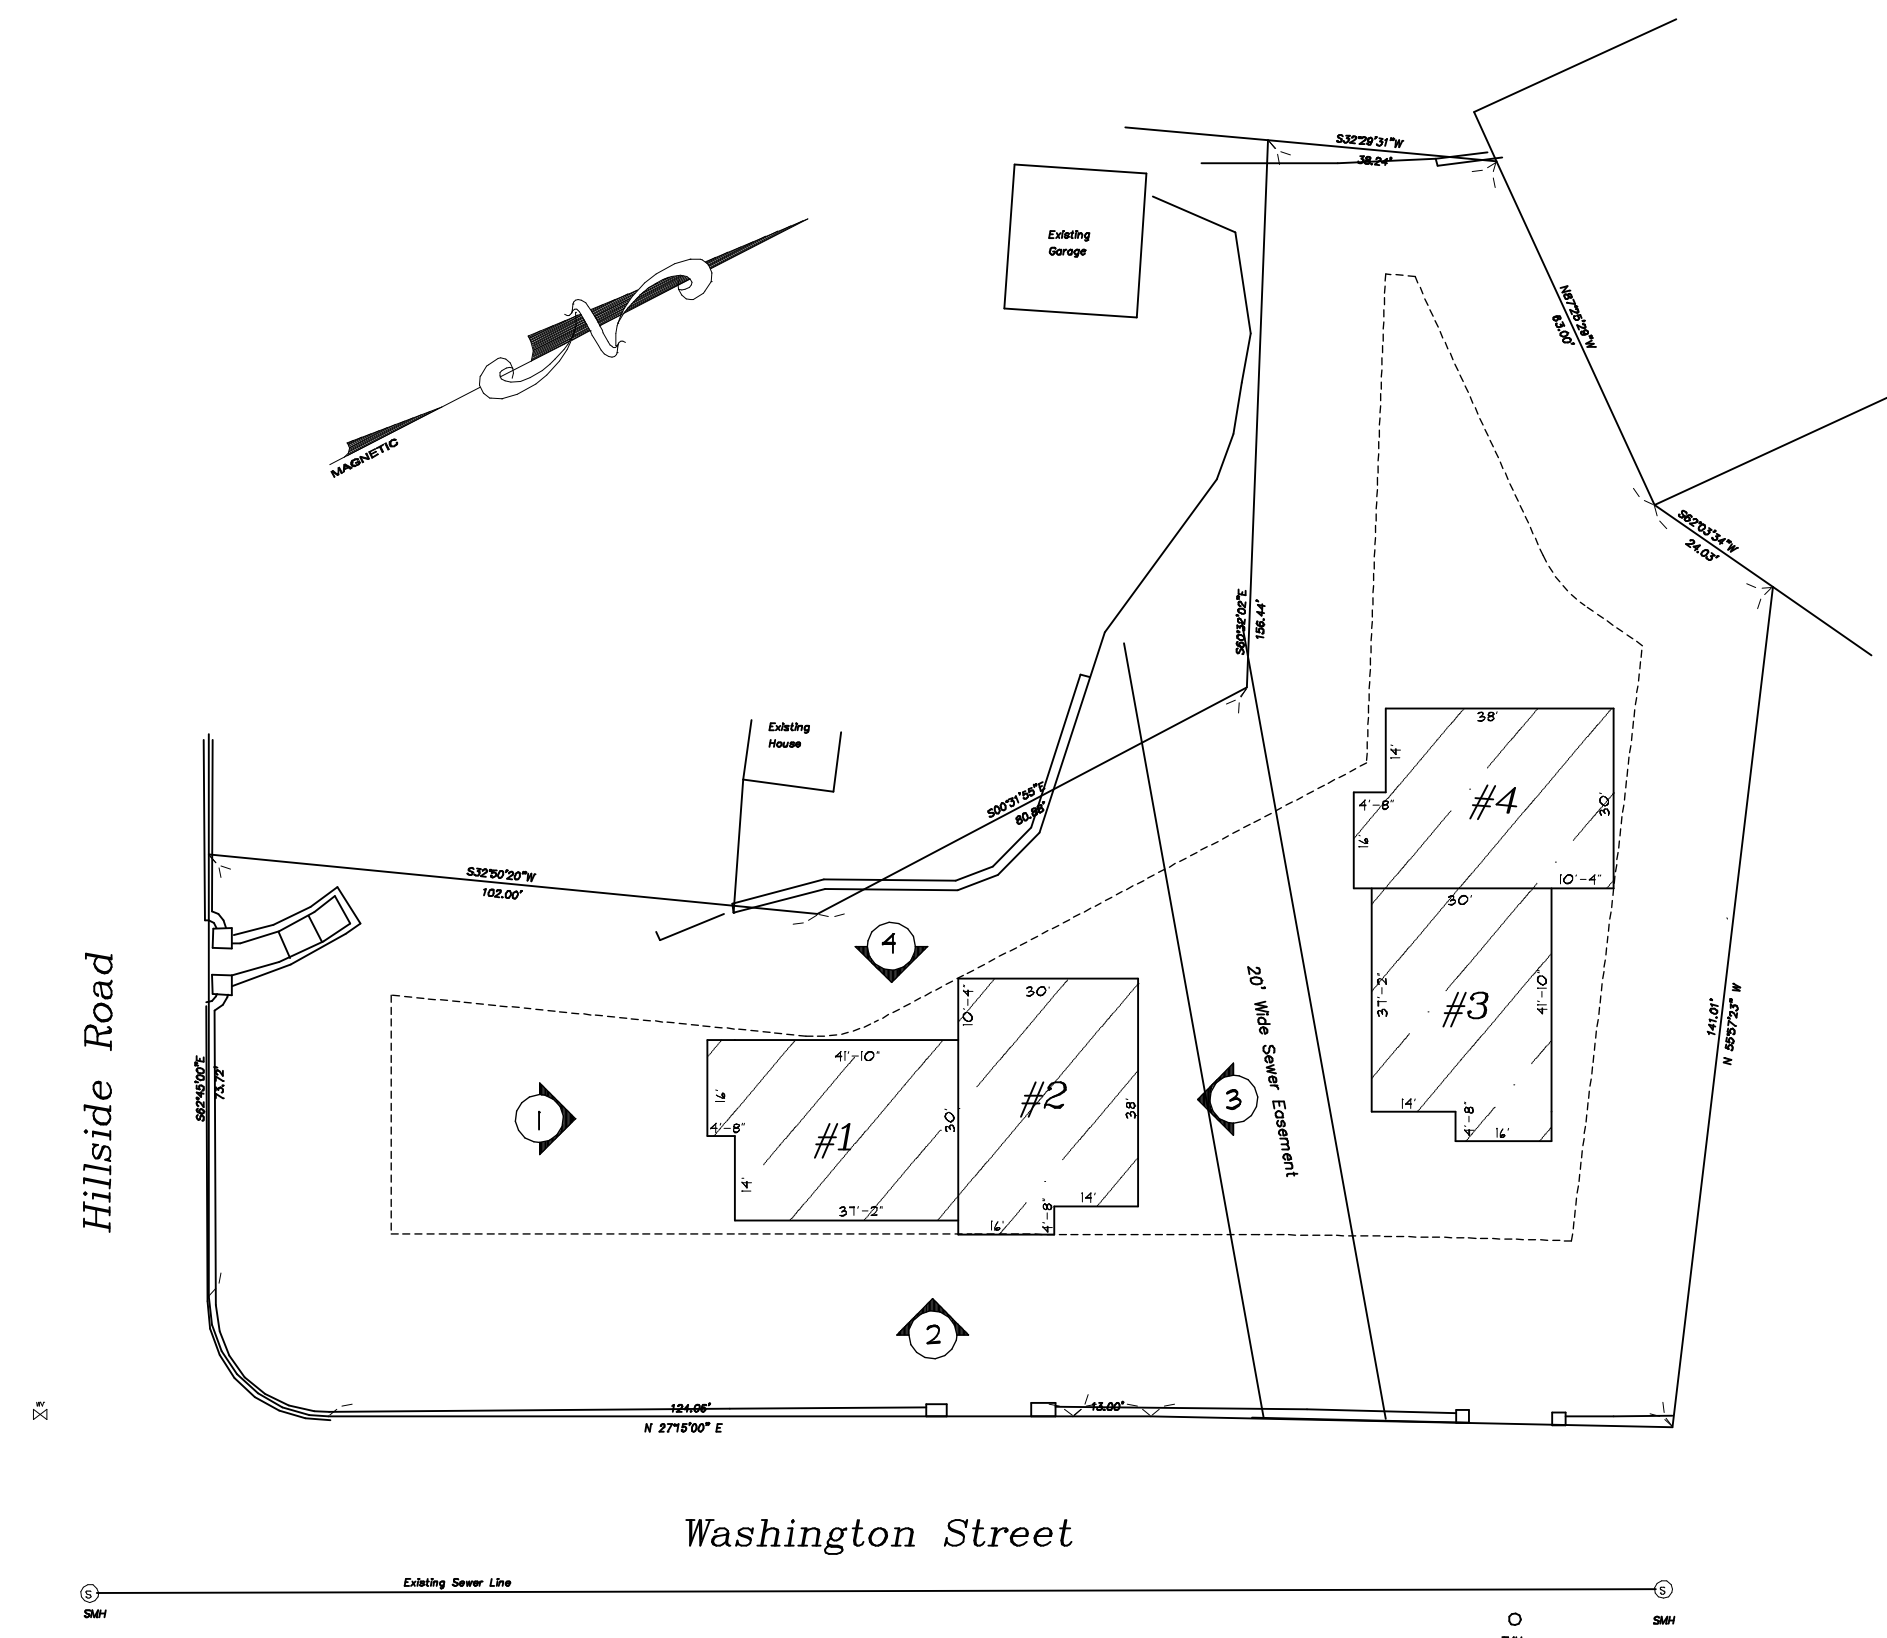 S32°29'31"W
38.24'
Existing
Garage
N87°25'29"W
63.00'
MAGNETIC
S62°03'34"W
24.03'
S60°32'02"E
156.44'
Existing
House
38'
14'
4'-8"
#4
30'
16'
10'-4"
S00°31'55"E
80.88'
S32°50'20"W
102.00'
30'
37'-2"
#3
41'-10"
14'
4'-8"
16'
4
20' Wide Sewer Easement
141.01'
N 55°57'23" W
Hillside Road
S62°45'00"E
73.72'
1
41'-10"
16'
4'-8"
#1
30'
14'
37'-2"
10'-4"
30'
#2
38'
14'
4'-8"
16'
3
2
WV
124.06'
N 27°15'00" E
13.00'
Washington Street
Existing Sewer Line
S
SMH
S
SMH